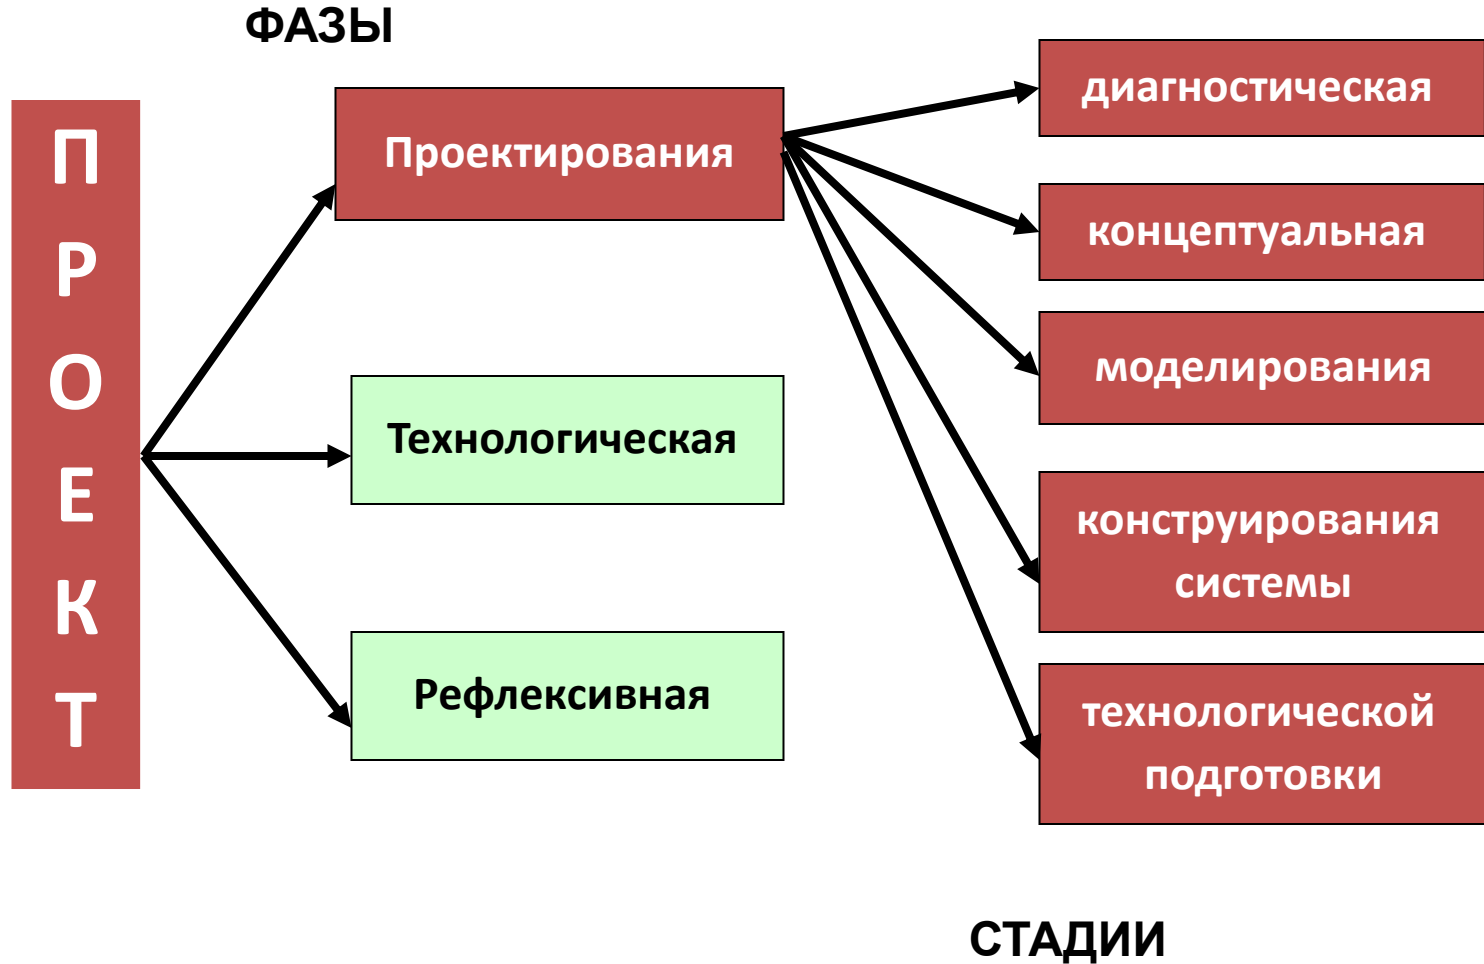 ФАЗЫ
П
Р
О
Е
К
Т
Проектирования
Технологическая
Рефлексивная
диагностическая
концептуальная
моделирования
конструирования
системы
технологической
подготовки
СТАДИИ